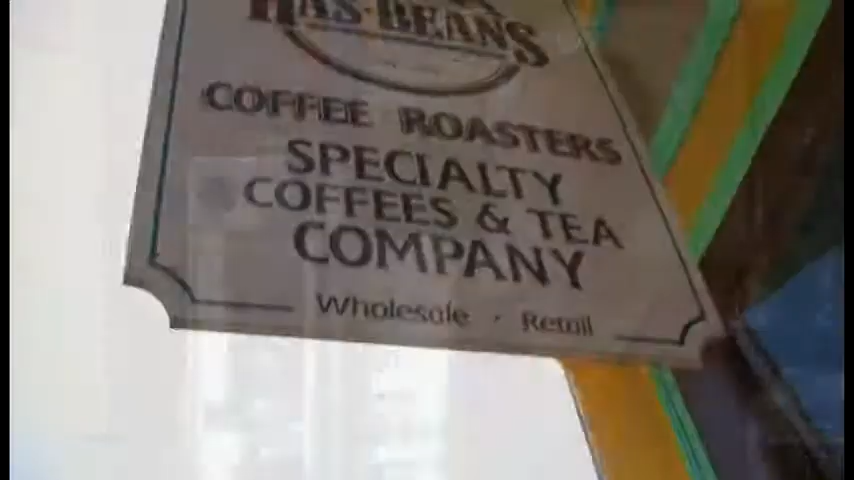 HAS·BEANS
COFFEE ROASTERS
SPECIALTY
COFFEES & TEA
COMPANY
Wholesale · Retail